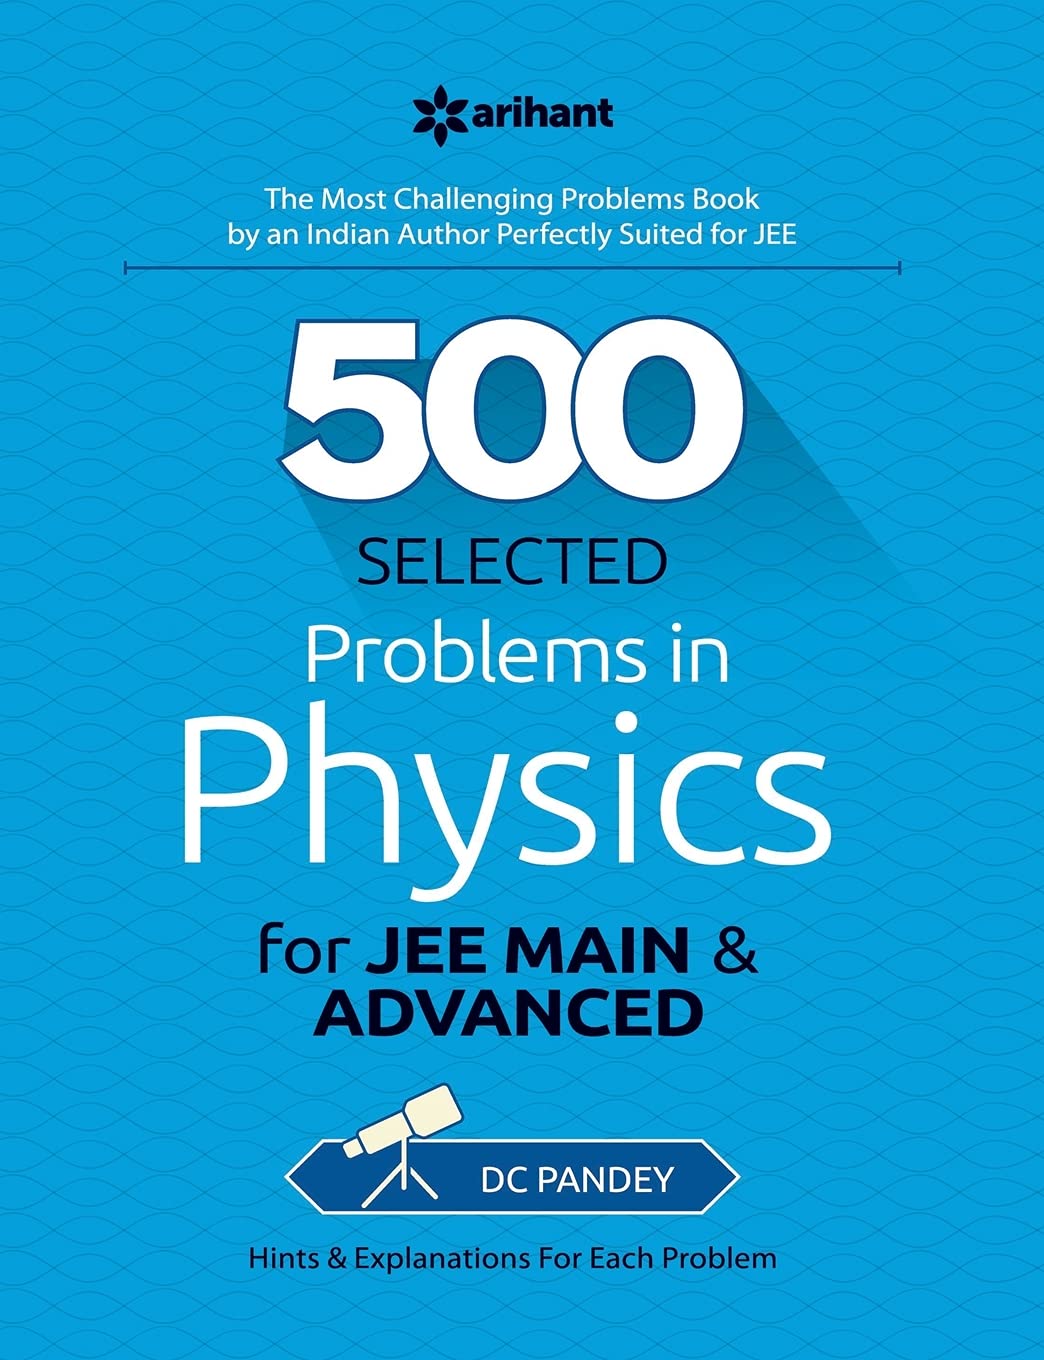 arihant
The Most Challenging Problems Book
by an Indian Author Perfectly Suited for JEE
500
SELECTED
Problems in
Physics
for JEE MAIN &
ADVANCED
DC PANDEY
Hints & Explanations For Each Problem